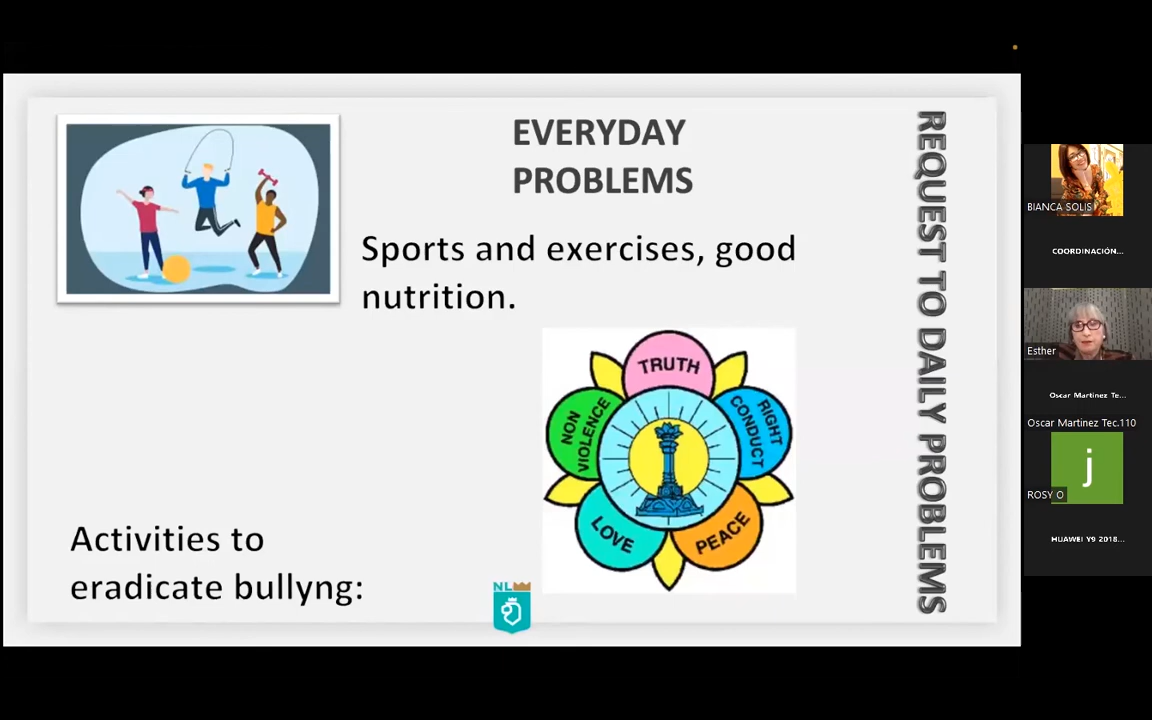 EVERYDAY
PROBLEMS
Sports and exercises, good
nutrition.
TRUTH
NON
VIOLENCE
RIGHT
CONDUCT
LOVE
PEACE
Activities to
eradicate bullyng:
NL
REQUEST TO DAILY PROBLEMS
BIANCA SOLIS
COORDINACIÓN...
Esther
Oscar Martinez Te...
Oscar Martinez Tec.110
j
ROSY O
HUAWEI Y9 2018...